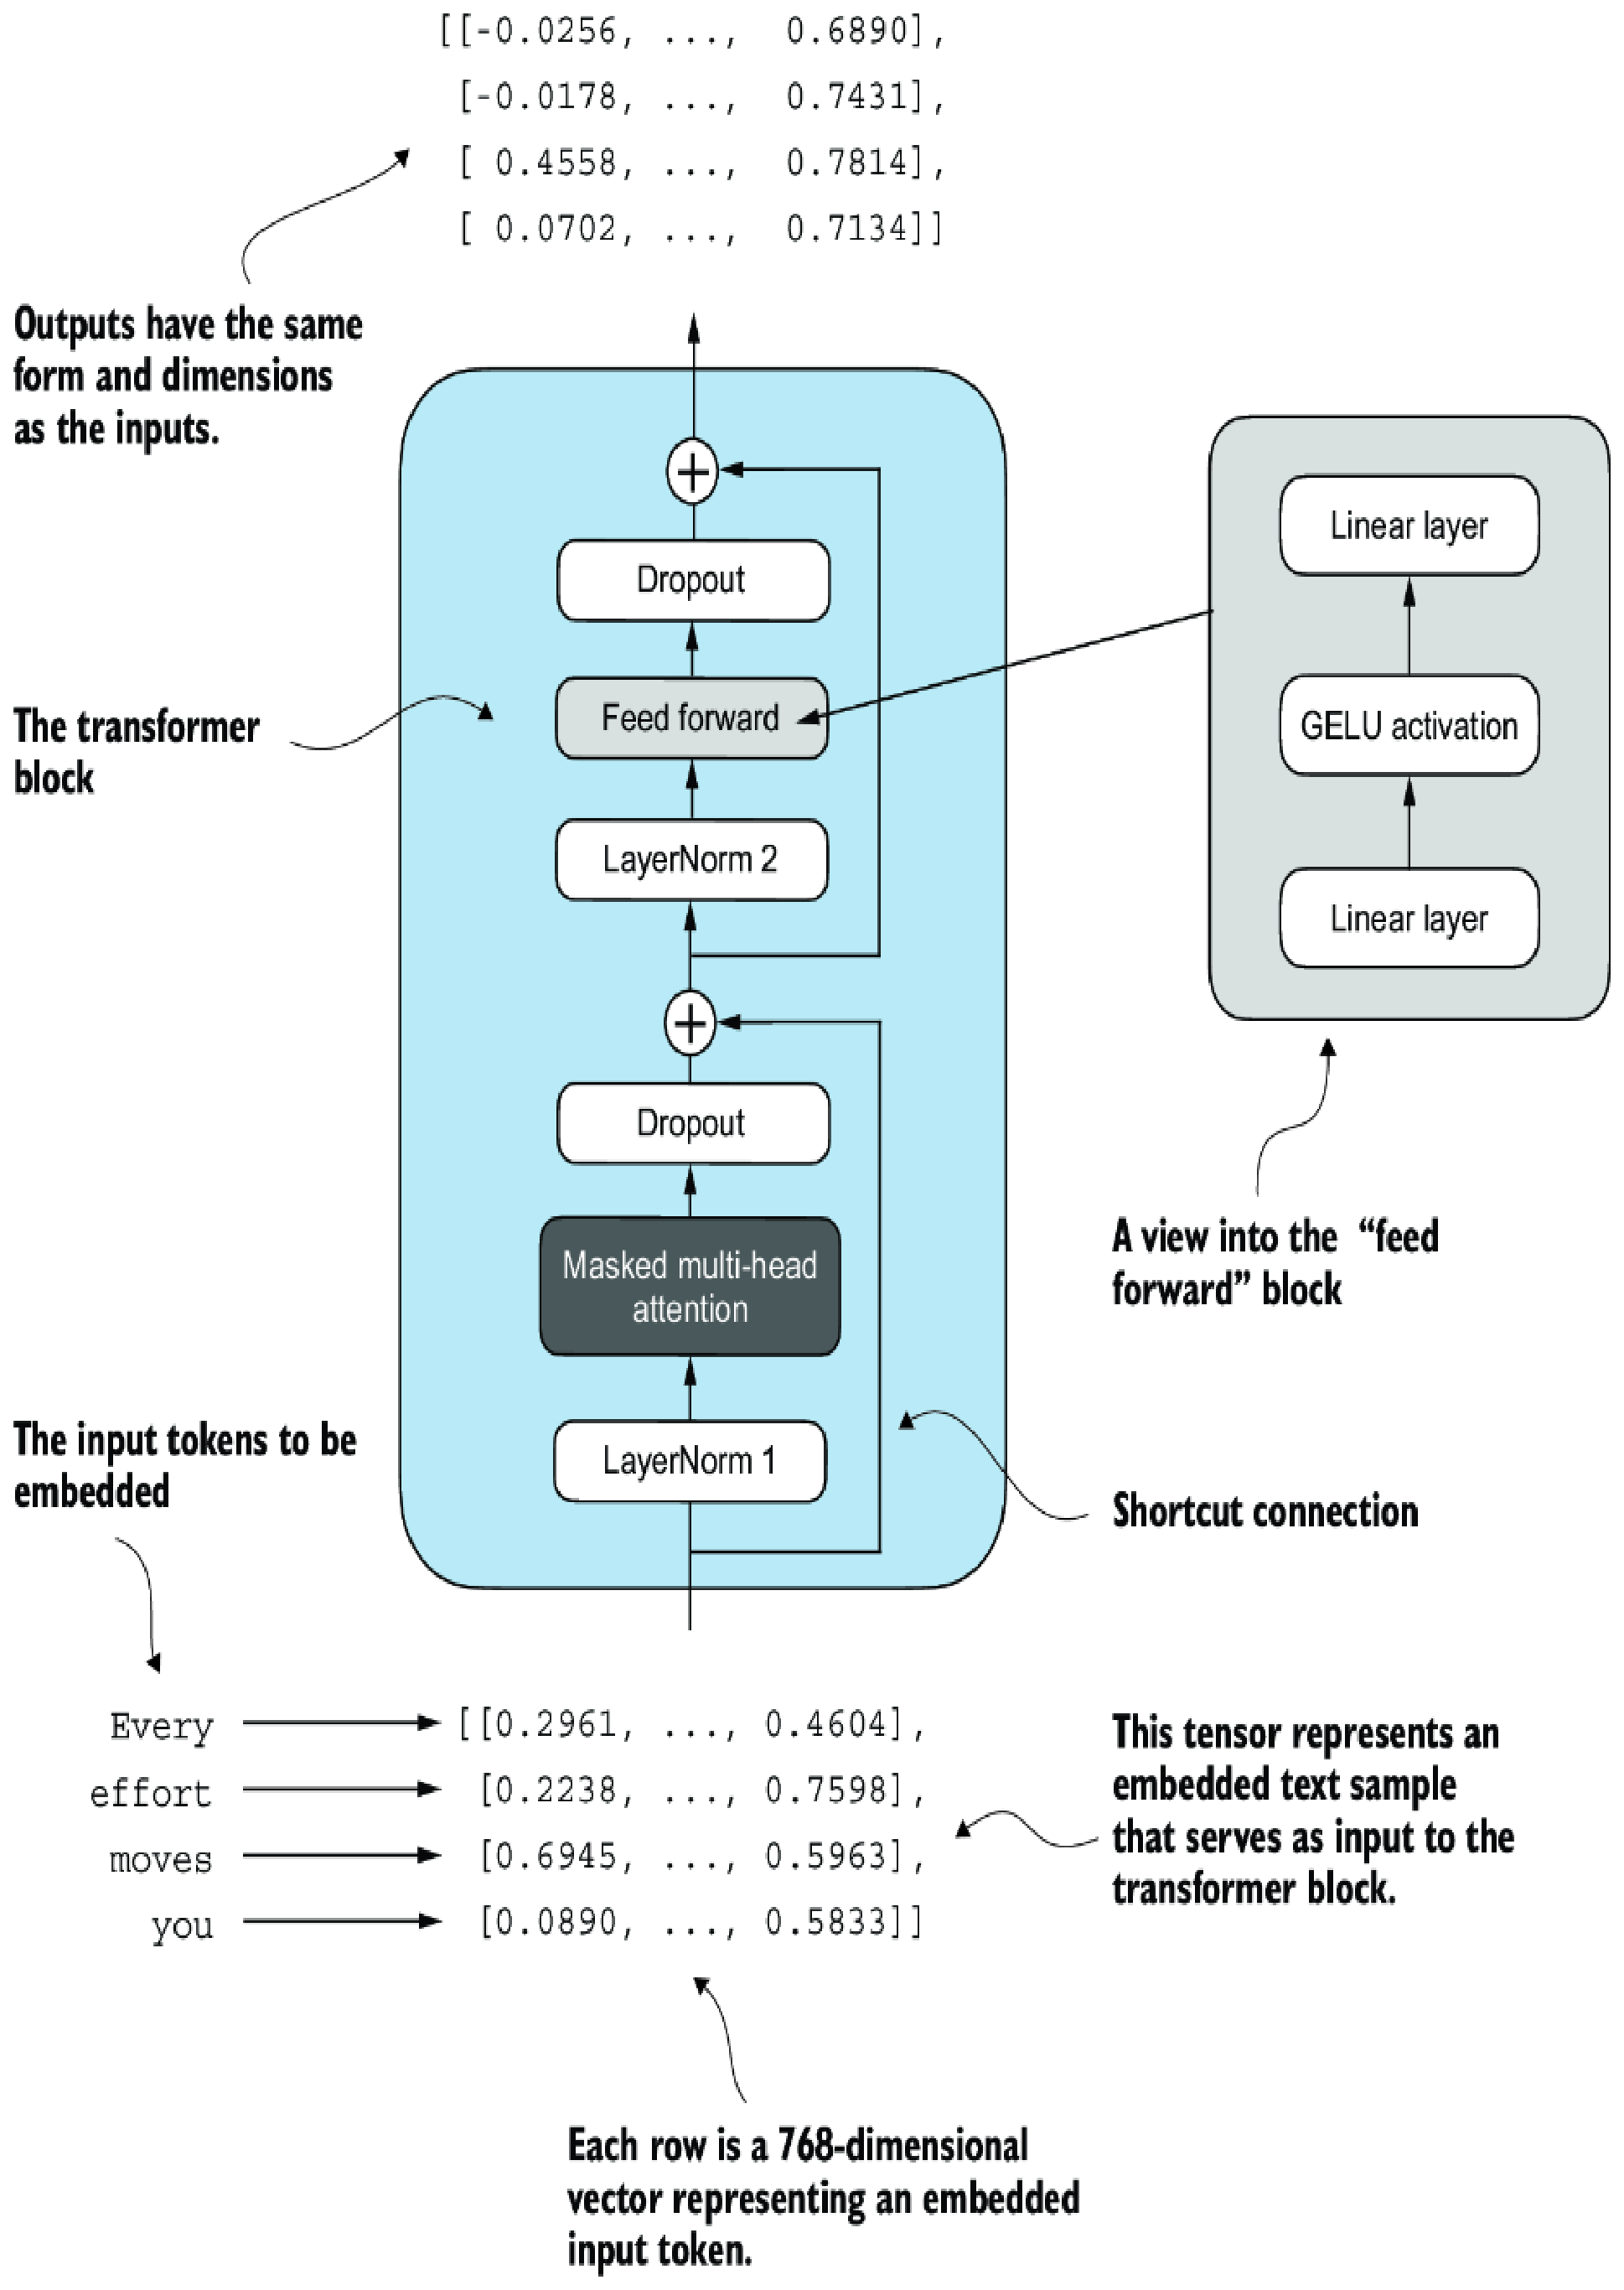 [[-0.0256, ..., 0.6890],
[-0.0178, ..., 0.7431],
[ 0.4558, ..., 0.7814],
[ 0.0702, ..., 0.7134]]
Outputs have the same
form and dimensions
as the inputs.
+
Dropout
Feed forward
LayerNorm 2
+
Dropout
Masked multi-head
attention
LayerNorm 1
The transformer
block
Linear layer
GELU activation
Linear layer
A view into the “feed
forward” block
Shortcut connection
The input tokens to be
embedded
Every [[0.2961, ..., 0.4604],
effort [0.2238, ..., 0.7598],
moves [0.6945, ..., 0.5963],
you [0.0890, ..., 0.5833]]
This tensor represents an
embedded text sample
that serves as input to the
transformer block.
Each row is a 768-dimensional
vector representing an embedded
input token.